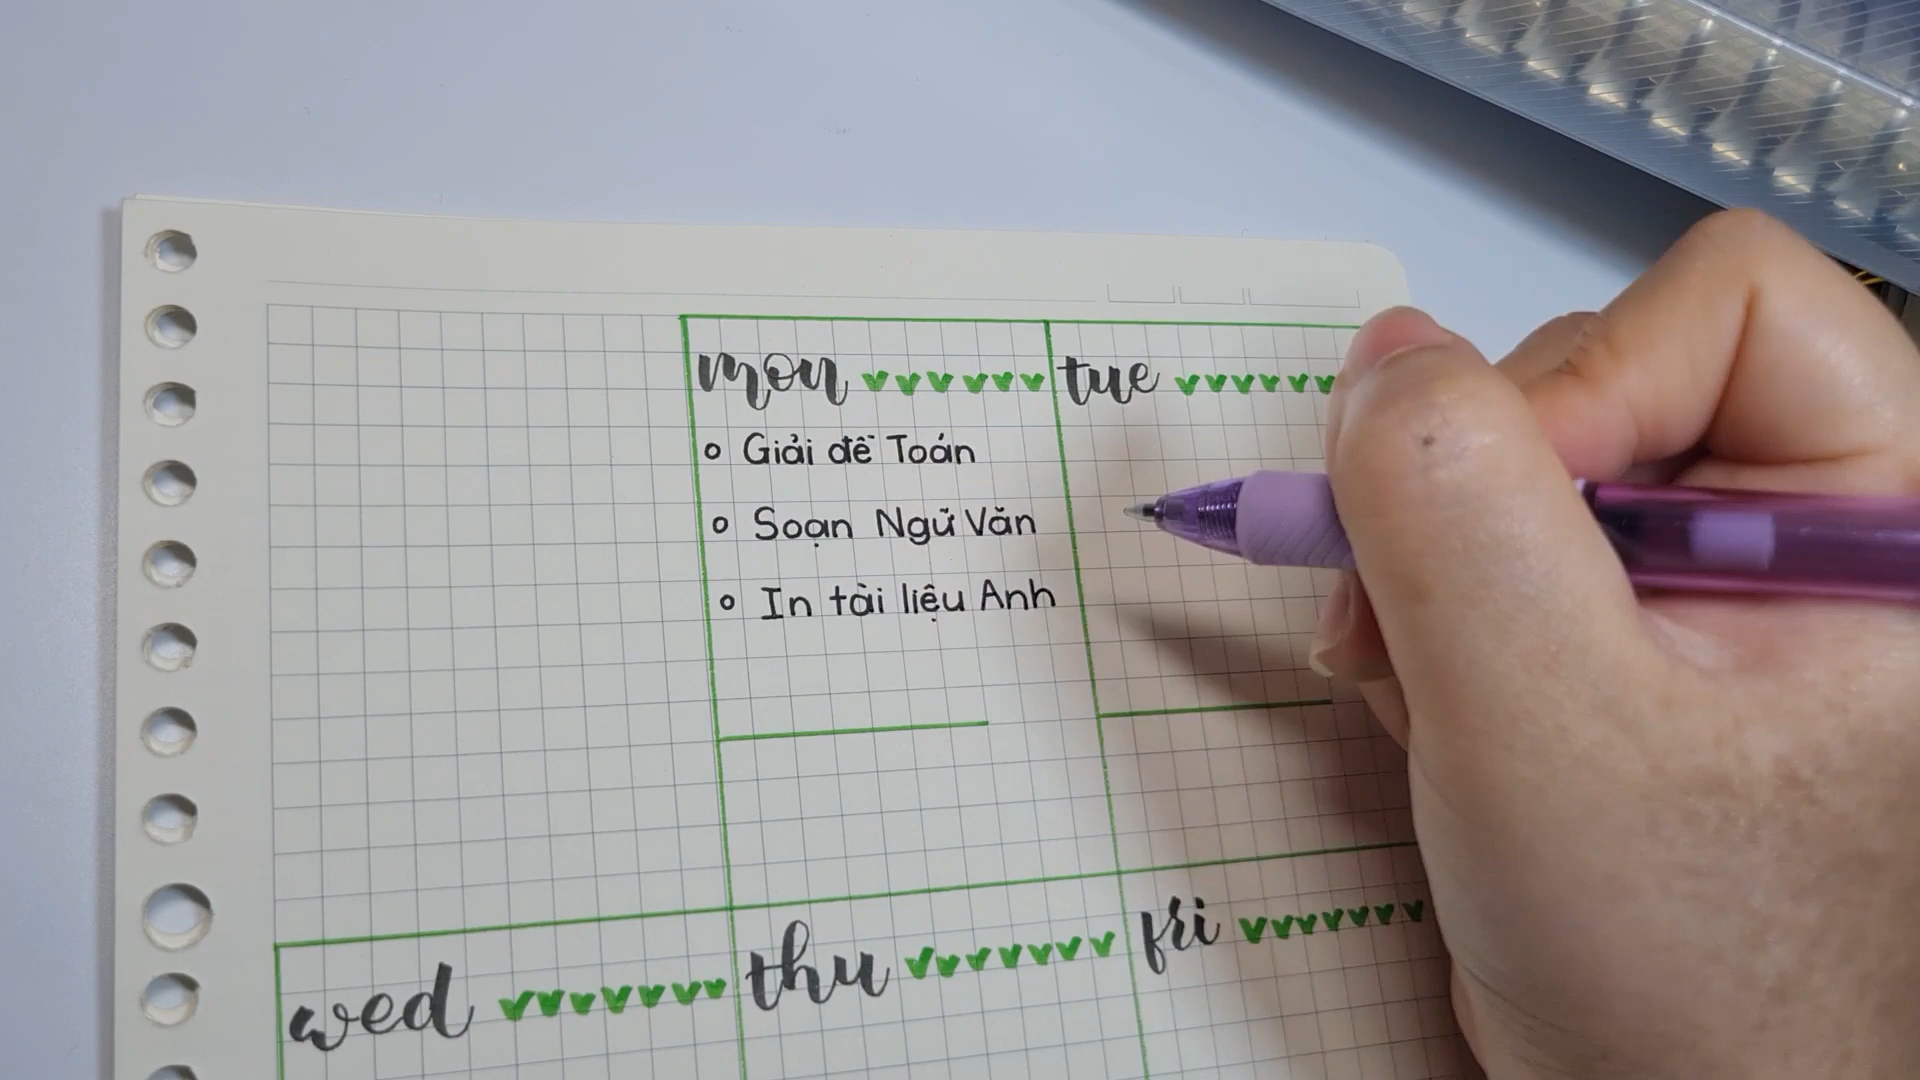 mon
Giải đề Toán
Soạn Ngữ Văn
In tài liệu Anh
tue
wed
thu
fri